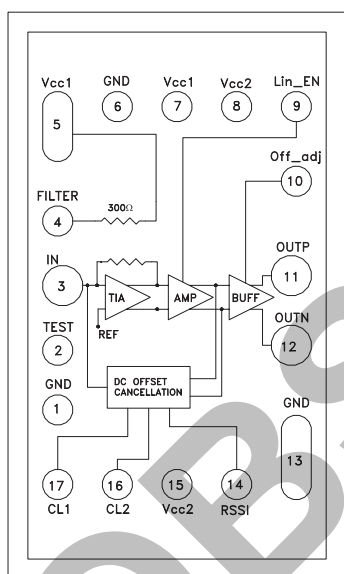 Vcc1 GND Vcc1 Vcc2 Lin_EN
5 6 7 8 9
Off_adj
10
FILTER 300Ω
4
IN OUTP
3 TIA AMP BUFF 11
REF OUTN
TEST 12
2
GND DC OFFSET
CANCELLATION GND
1 13
17 16 15 14
CL1 CL2 Vcc2 RSSI